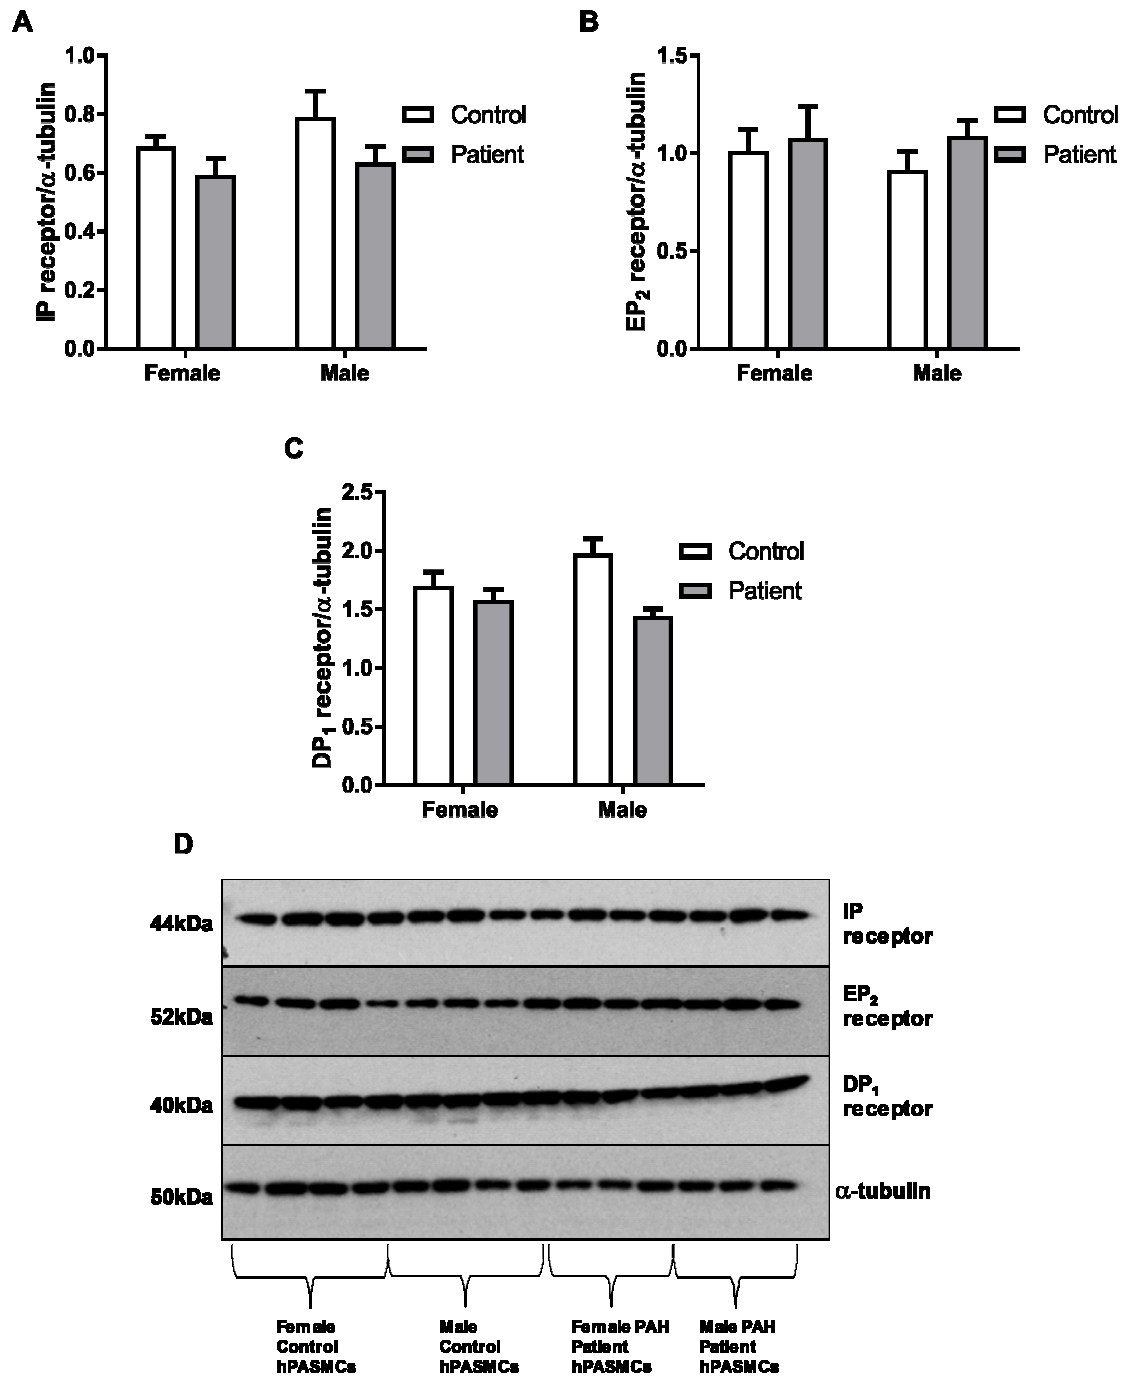 A
IP receptor/α-tubulin
1.0
0.8
0.6
0.4
0.2
0.0
Female
Male
Control
Patient
B
EP2 receptor/α-tubulin
1.5
1.0
0.5
0.0
Female
Male
Control
Patient
C
DP1 receptor/α-tubulin
2.5
2.0
1.5
1.0
0.5
0.0
Female
Male
Control
Patient
D
44kDa
IP
receptor
52kDa
EP2
receptor
40kDa
DP1
receptor
50kDa
α-tubulin
Female
Control
hPASMCs
Male
Control
hPASMCs
Female PAH
Patient
hPASMCs
Male PAH
Patient
hPASMCs